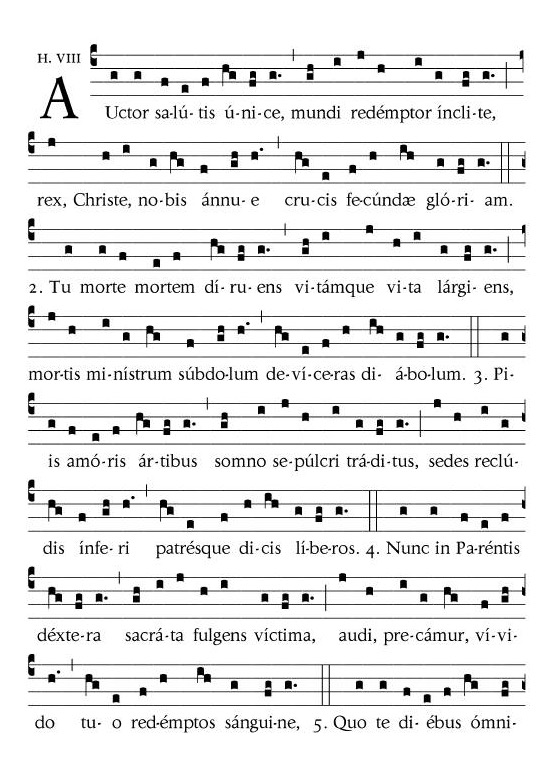 H. VIII
AUctor sa-lú- tis ú-ni-ce, mundi redémptor íncli-te,
rex, Christe, no-bis ánnu- e cru-cis fe-cúndæ gló-ri- am.
2. Tu morte mortem dí-ru-ens vi-támque vi-ta lárgi-ens,
mor-tis mi-nístrum súb-do-lum de-ví-ce-ras di- á-bo-lum. 3. Pi-
is amó-ris ár-tibus somno se-púlcri trá-di-tus, sedes reclú-
dis ínfe-ri patrésque di-cis lí-be-ros. 4. Nunc in Pa-réntis
déxte-ra sacrá-ta fulgens víctima, audi, pre-cámur, ví-vi-
do tu-o red-émptos sángui-ne, 5. Quo te di-ébus ómni-